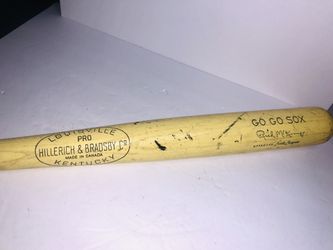 LOUISVILLE
PRO
HILLERICH & BRADSBY CO
MADE IN CANADA
KENTUCKY
GO GO SOX